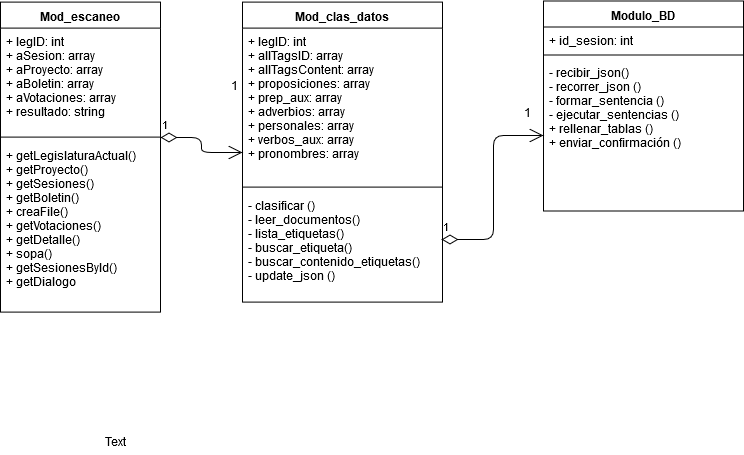 Mod_escaneo
+ legID: int
+ aSesion: array
+ aProyecto: array
+ aBoletin: array
+ aVotaciones: array
+ resultado: string
+ getLegislaturaActual()
+ getProyecto()
+ getSesiones()
+ getBoletin()
+ creaFile()
+ getVotaciones()
+ getDetalle()
+ sopa()
+ getSesionesById()
+ getDialogo
1
1
Mod_clas_datos
+ legID: int
+ allTagsID: array
+ allTagsContent: array
+ proposiciones: array
+ prep_aux: array
+ adverbios: array
+ personales: array
+ verbos_aux: array
+ pronombres: array
- clasificar ()
- leer_documentos()
- lista_etiquetas()
- buscar_etiqueta()
- buscar_contenido_etiquetas()
- update_json ()
1
1
Modulo_BD
+ id_sesion: int
- recibir_json()
- recorrer_json ()
- formar_sentencia ()
- ejecutar_sentencias ()
+ rellenar_tablas ()
+ enviar_confirmación ()
Text